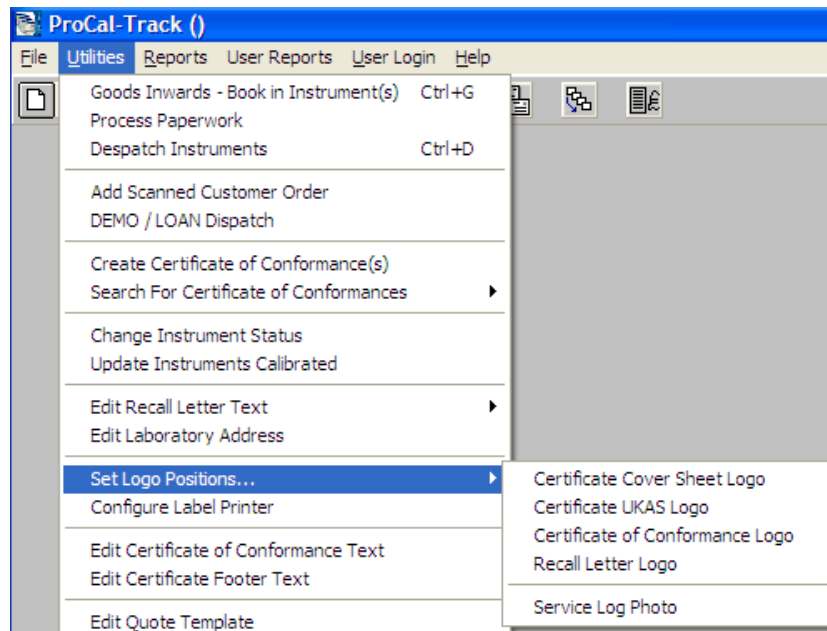 ProCal-Track ()
File Utilities Reports User Reports User Login Help
Goods Inwards - Book in Instrument(s) Ctrl+G
Process Paperwork
Despatch Instruments Ctrl+D
Add Scanned Customer Order
DEMO / LOAN Dispatch
Create Certificate of Conformance(s)
Search For Certificate of Conformances
Change Instrument Status
Update Instruments Calibrated
Edit Recall Letter Text
Edit Laboratory Address
Set Logo Positions...
Configure Label Printer
Edit Certificate of Conformance Text
Edit Certificate Footer Text
Edit Quote Template
Certificate Cover Sheet Logo
Certificate UKAS Logo
Certificate of Conformance Logo
Recall Letter Logo
Service Log Photo